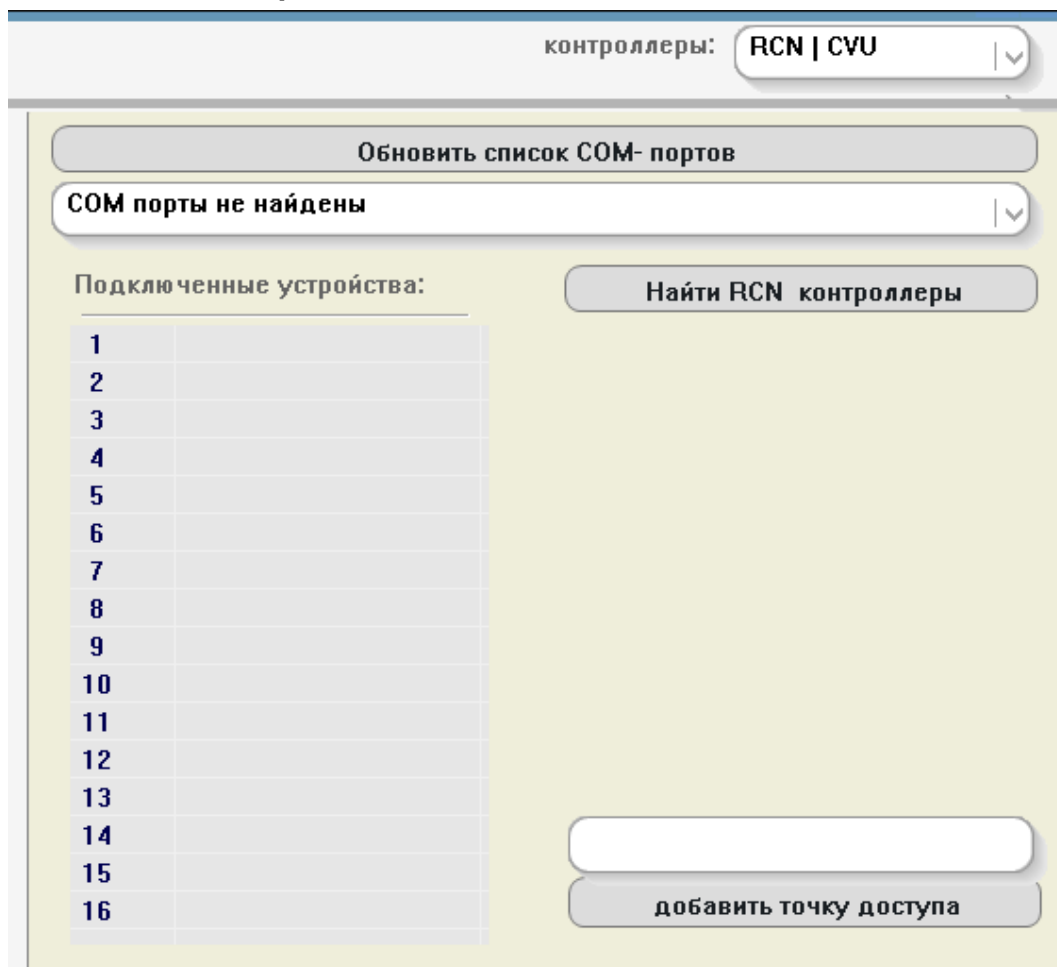 контроллеры: RCN | CVU
Обновить список COM- портов
COM порты не найдены
Подключенные устройства:
Найти RCN контроллеры
1
2
3
4
5
6
7
8
9
10
11
12
13
14
15
16
добавить точку доступа